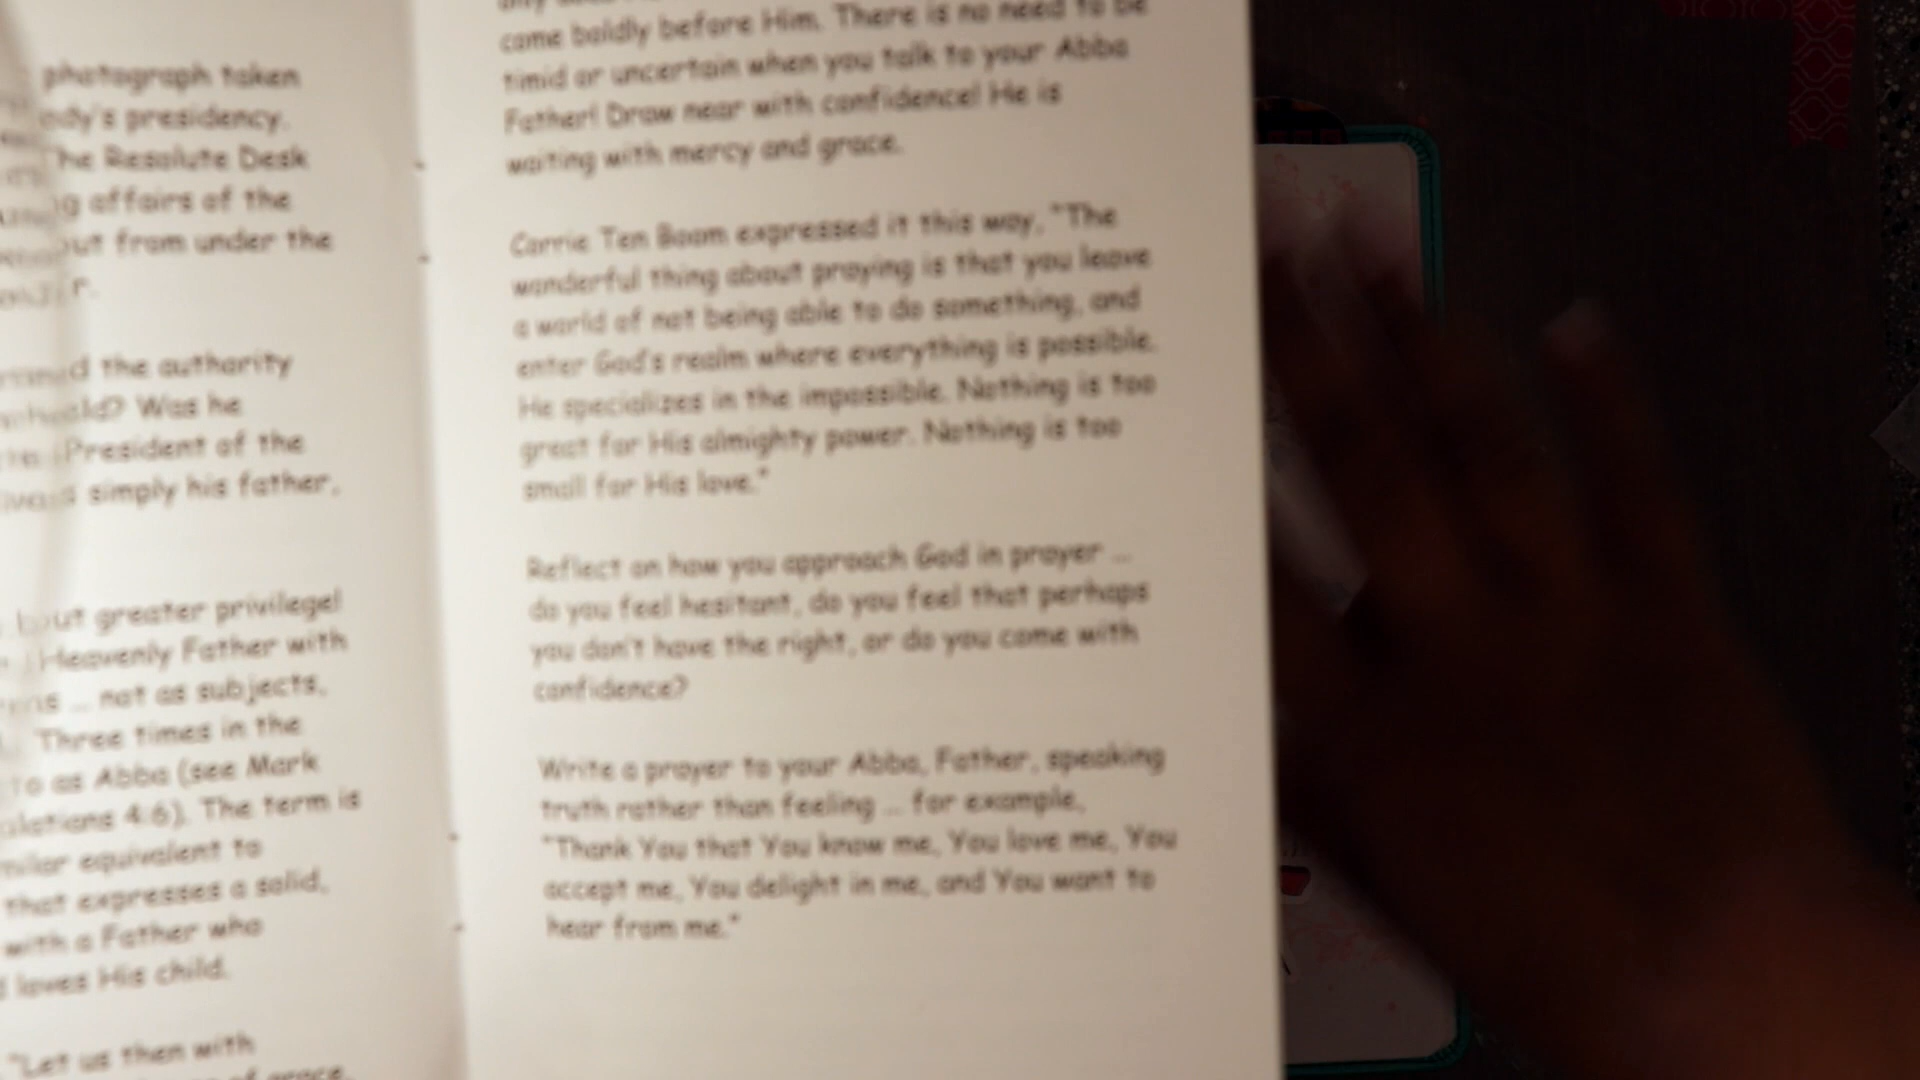 photograph taken
presidency.
he Resolute Desk
affairs of the
out from under the
r.
the authority
Was he
President of the
simply his father,
out greater privilege!
Heavenly Father with
... not as subjects,
Three times in the
to as Abba (see Mark
4:6). The term is
equivalent to
that expresses a solid,
with a Father who
loves His child.
"Let us then with
of grace,
come boldly before Him. There is no need to be
timid or uncertain when you talk to your Abba
Father! Draw near with confidence! He is
waiting with mercy and grace.
Corrie Ten Boom expressed it this way, "The
wonderful thing about praying is that you leave
a world of not being able to do something, and
enter God's realm where everything is possible.
He specializes in the impossible. Nothing is too
great for His almighty power. Nothing is too
small for His love."
Reflect on how you approach God in prayer ...
do you feel hesitant, do you feel that perhaps
you don't have the right, or do you come with
confidence?
Write a prayer to your Abba, Father, speaking
truth rather than feeling ... for example,
"Thank You that You know me, You love me, You
accept me, You delight in me, and You want to
hear from me."